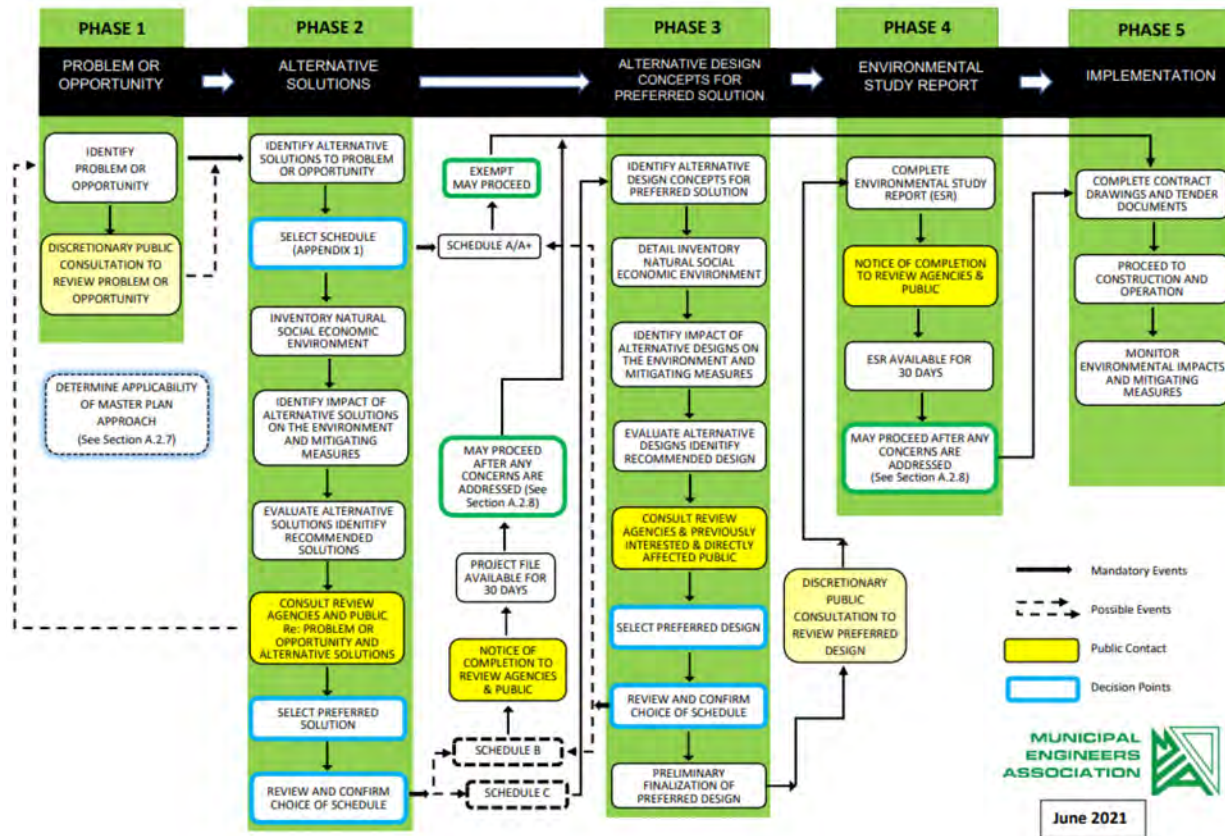 PHASE 1
PROBLEM OR
OPPORTUNITY
IDENTIFY
PROBLEM OR
OPPORTUNITY
DISCRETIONARY PUBLIC
CONSULTATION TO
REVIEW PROBLEM OR
OPPORTUNITY
DETERMINE APPLICABILITY
OF MASTER PLAN
APPROACH
(See Section A.2.7)
PHASE 2
ALTERNATIVE
SOLUTIONS
IDENTIFY ALTERNATIVE
SOLUTIONS TO PROBLEM
OR OPPORTUNITY
SELECT SCHEDULE
(APPENDIX 1)
INVENTORY NATURAL
SOCIAL ECONOMIC
ENVIRONMENT
IDENTIFY IMPACT OF
ALTERNATIVE SOLUTIONS
ON THE ENVIRONMENT
AND MITIGATING
MEASURES
EVALUATE ALTERNATIVE
SOLUTIONS IDENITIFY
RECOMMENDED
SOLUTIONS
CONSULT REVIEW
AGENCIES AND PUBLIC
Re: PROBLEM OR
OPPORTUNITY AND
ALTERNATIVE SOLUTIONS
SELECT PREFERRED
SOLUTION
REVIEW AND CONFIRM
CHOICE OF SCHEDULE
EXEMPT
MAY PROCEED
SCHEDULE A/A+
MAY PROCEED
AFTER ANY
CONCERNS ARE
ADDRESSED (See
Section A.2.8)
PROJECT FILE
AVAILABLE FOR
30 DAYS
NOTICE OF
COMPLETION TO
REVIEW AGENCIES
& PUBLIC
SCHEDULE B
SCHEDULE C
PHASE 3
ALTERNATIVE DESIGN
CONCEPTS FOR
PREFERRED SOLUTION
IDENTIFY ALTERNATIVE
DESIGN CONCEPTS FOR
PREFERRED SOLUTION
DETAIL INVENTORY
NATURAL SOCIAL
ECONOMIC ENVIRONMENT
IDENTIFY IMPACT OF
ALTERNATIVE DESIGNS ON
THE ENVIRONMENT AND
MITIGATING MEASURES
EVALUATE ALTERNATIVE
DESIGNS IDENITIFY
RECOMMENDED DESIGN
CONSULT REVIEW
AGENCIES & PREVIOUSLY
INTERESTED & DIRECTLY
AFFECTED PUBLIC
SELECT PREFERRED DESIGN
REVIEW AND CONFIRM
CHOICE OF SCHEDULE
PRELIMINARY
FINALIZATION OF
PREFERRED DESIGN
DISCRETIONARY
PUBLIC
CONSULTATION TO
REVIEW PREFERRED
DESIGN
PHASE 4
ENVIRONMENTAL
STUDY REPORT
COMPLETE
ENVIRONMENTAL STUDY
REPORT (ESR)
NOTICE OF COMPLETION
TO REVIEW AGENCIES &
PUBLIC
ESR AVAILABLE FOR
30 DAYS
MAY PROCEED AFTER ANY
CONCERNS ARE
ADDRESSED
(See Section A.2.8)
PHASE 5
IMPLEMENTATION
COMPLETE CONTRACT
DRAWINGS AND TENDER
DOCUMENTS
PROCEED TO
CONSTRUCTION AND
OPERATION
MONITOR
ENVIRONMENTAL IMPACTS
AND MITIGATING
MEASURES
Mandatory Events
Possible Events
Public Contact
Decision Points
MUNICIPAL
ENGINEERS
ASSOCIATION
June 2021